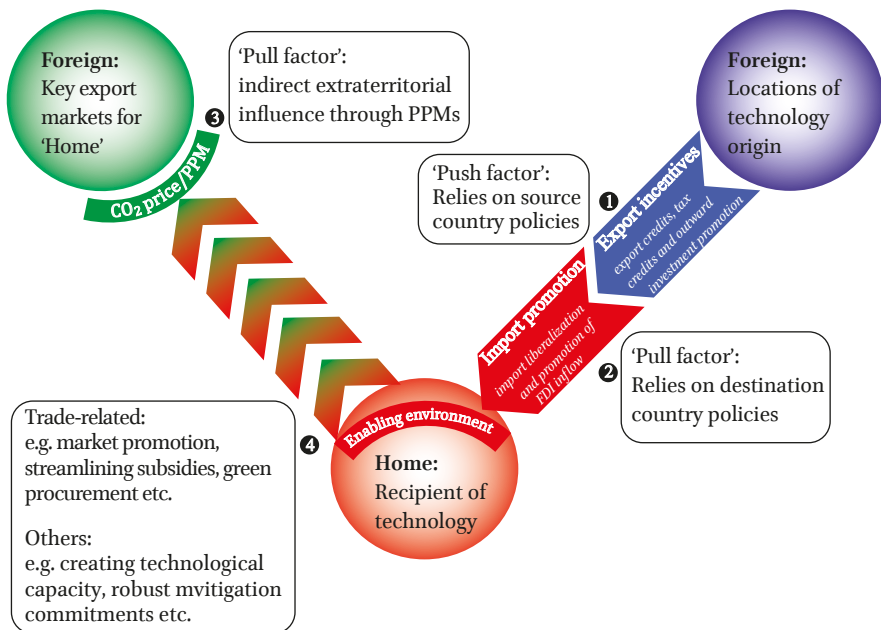 Foreign:
Key export
markets for
‘Home’
CO₂ price/PPM
❸
‘Pull factor’:
indirect extraterritorial
influence through PPMs
Foreign:
Locations of
technology
origin
‘Push factor’:
Relies on source
country policies
❶
Export incentives
export credits, tax
credits and outward
investment promotion
Import promotion
import liberalization
and promotion of
FDI inflow
❷
‘Pull factor’:
Relies on destination
country policies
Trade-related:
e.g. market promotion,
streamlining subsidies, green
procurement etc.
Others:
e.g. creating technological
capacity, robust mvitigation
commitments etc.
❹
Enabling environment
Home:
Recipient of
technology